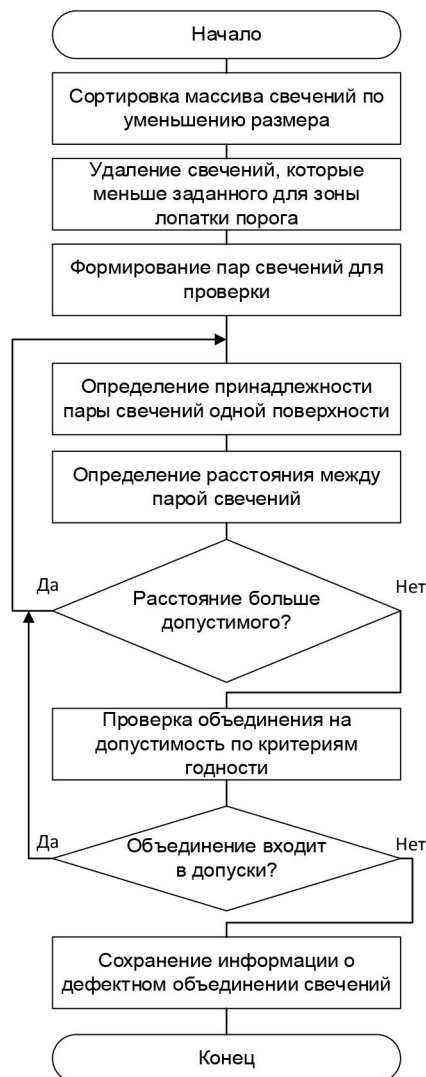 Начало
Сортировка массива свечений по
уменьшению размера
Удаление свечений, которые
меньше заданного для зоны
лопатки порога
Формирование пар свечений для
проверки
Определение принадлежности
пары свечений одной поверхности
Определение расстояния между
парой свечений
Да
Нет
Расстояние больше
допустимого?
Проверка объединения на
допустимость по критериям
годности
Да
Нет
Объединение входит
в допуски?
Сохранение информации о
дефектном объединении свечений
Конец